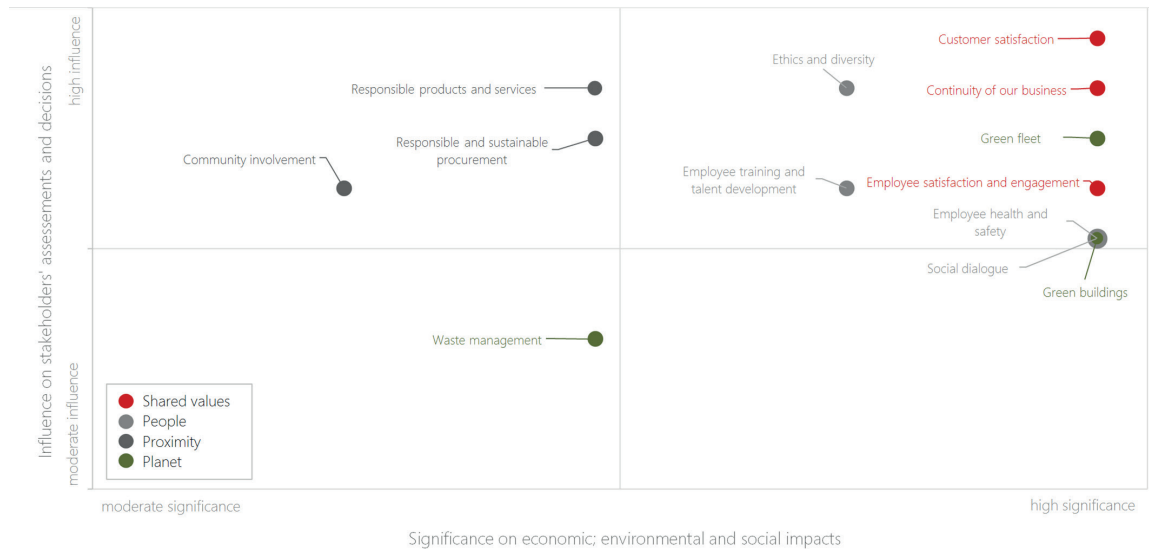 Influence on stakeholders' assessments and decisions
high influence
moderate influence
Customer satisfaction
Ethics and diversity
Responsible products and services
Continuity of our business
Responsible and sustainable
procurement
Green fleet
Community involvement
Employee training and
talent development
Employee satisfaction and engagement
Employee health and
safety
Social dialogue
Green buildings
Waste management
Shared values
People
Proximity
Planet
moderate significance
high significance
Significance on economic; environmental and social impacts